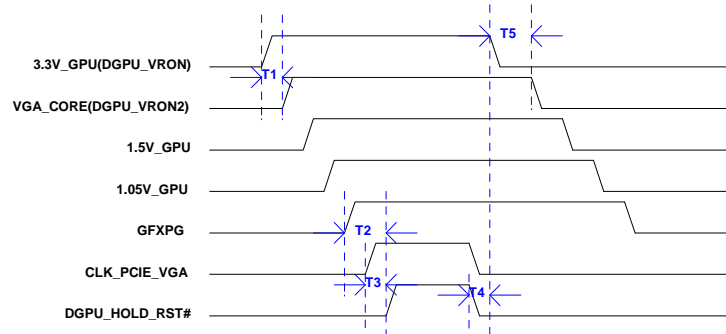 T5
3.3V_GPU(DGPU_VRON)
T1
VGA_CORE(DGPU_VRON2)
1.5V_GPU
1.05V_GPU
GFXPG
T2
CLK_PCIE_VGA
T3
T4
DGPU_HOLD_RST#